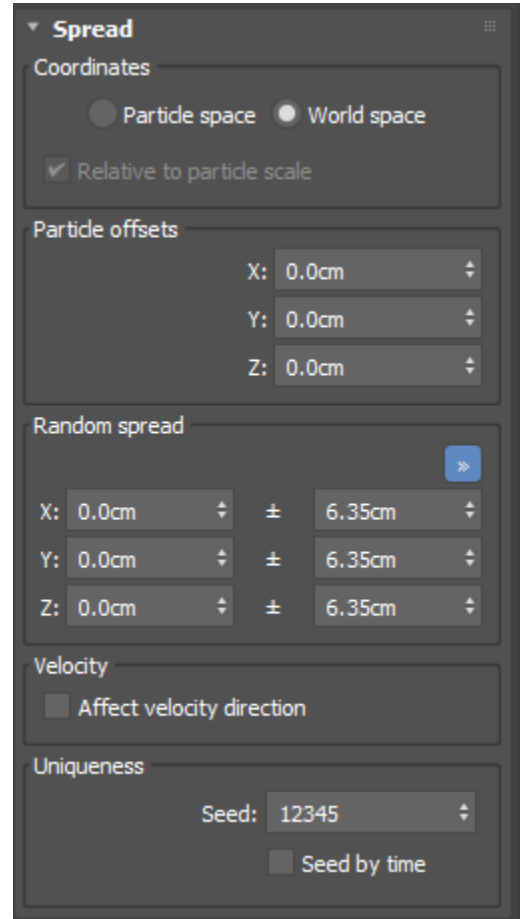 Spread
Coordinates
Particle space World space
Relative to particle scale
Particle offsets
X: 0.0cm
Y: 0.0cm
Z: 0.0cm
Random spread
»
X: 0.0cm ± 6.35cm
Y: 0.0cm ± 6.35cm
Z: 0.0cm ± 6.35cm
Velocity
Affect velocity direction
Uniqueness
Seed: 12345
Seed by time